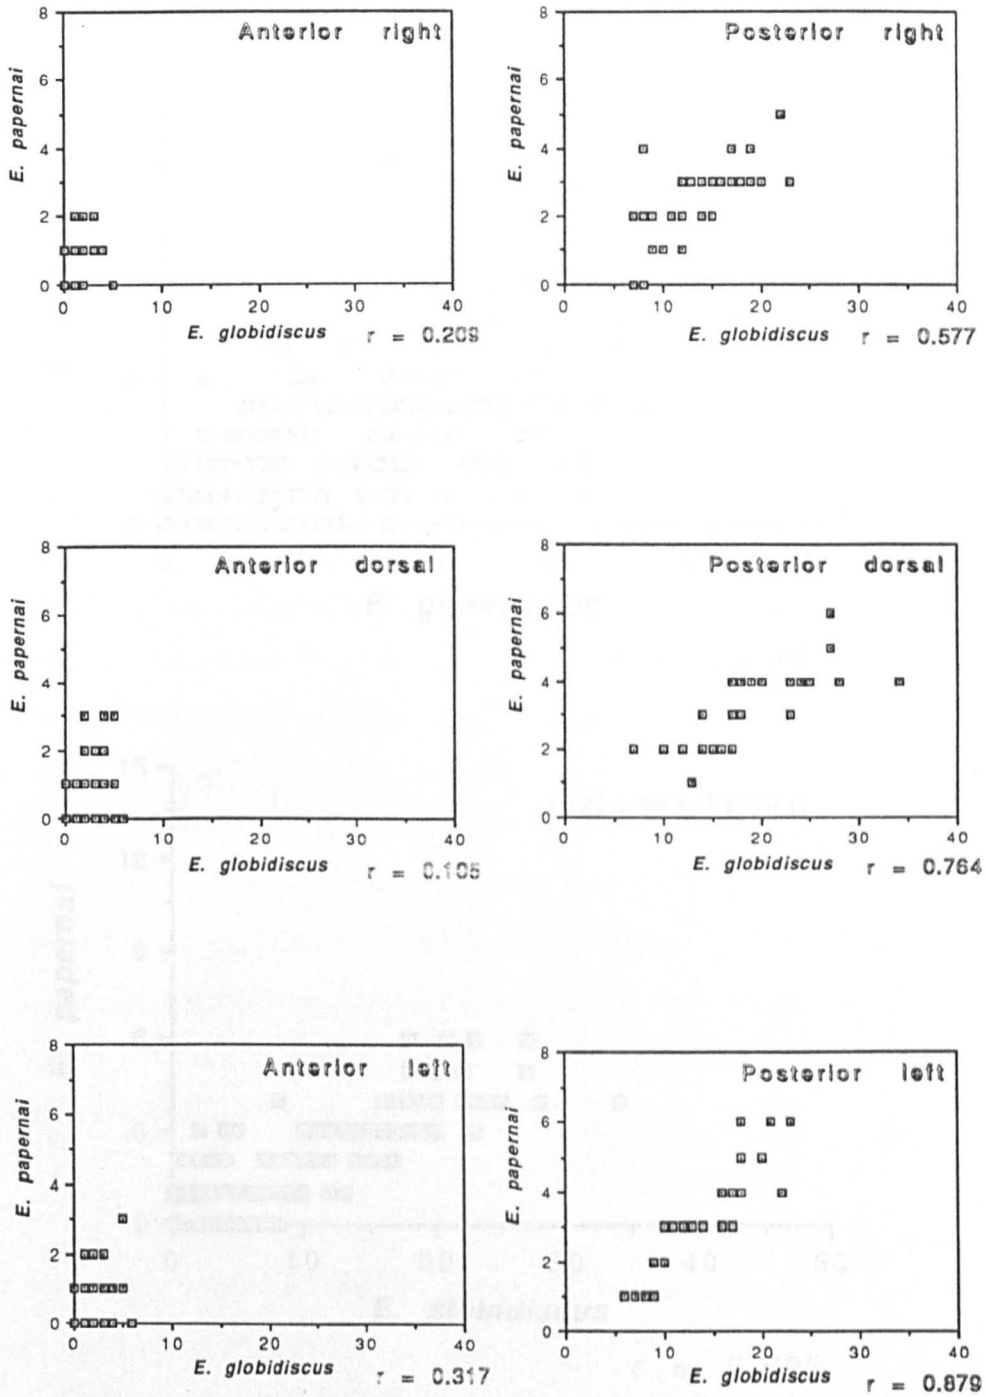 Anterior right
8
6
4
2
0
E. papernai
0 10 20 30 40
E. globidiscus r = 0.209
Posterior right
8
6
4
2
0
E. papernai
0 10 20 30 40
E. globidiscus r = 0.577
Anterior dorsal
8
6
4
2
0
E. papernai
0 10 20 30 40
E. globidiscus r = 0.105
Posterior dorsal
8
6
4
2
0
E. papernai
0 10 20 30 40
E. globidiscus r = 0.764
Anterior left
8
6
4
2
0
E. papernai
0 10 20 30 40
E. globidiscus r = 0.317
Posterior left
8
6
4
2
0
E. papernai
0 10 20 30 40
E. globidiscus r = 0.879